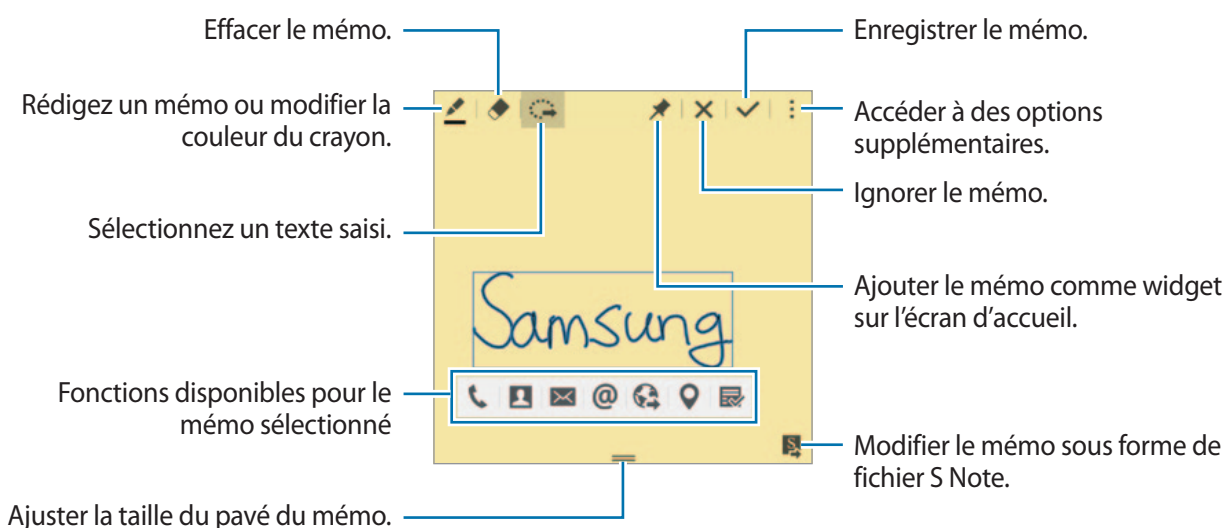 Effacer le mémo.
Enregistrer le mémo.
Rédigez un mémo ou modifier la
couleur du crayon.
Accéder à des options
supplémentaires.
Ignorer le mémo.
Sélectionnez un texte saisi.
Ajouter le mémo comme widget
sur l'écran d'accueil.
Samsung
Fonctions disponibles pour le
mémo sélectionné
@
S
Modifier le mémo sous forme de
fichier S Note.
Ajuster la taille du pavé du mémo.